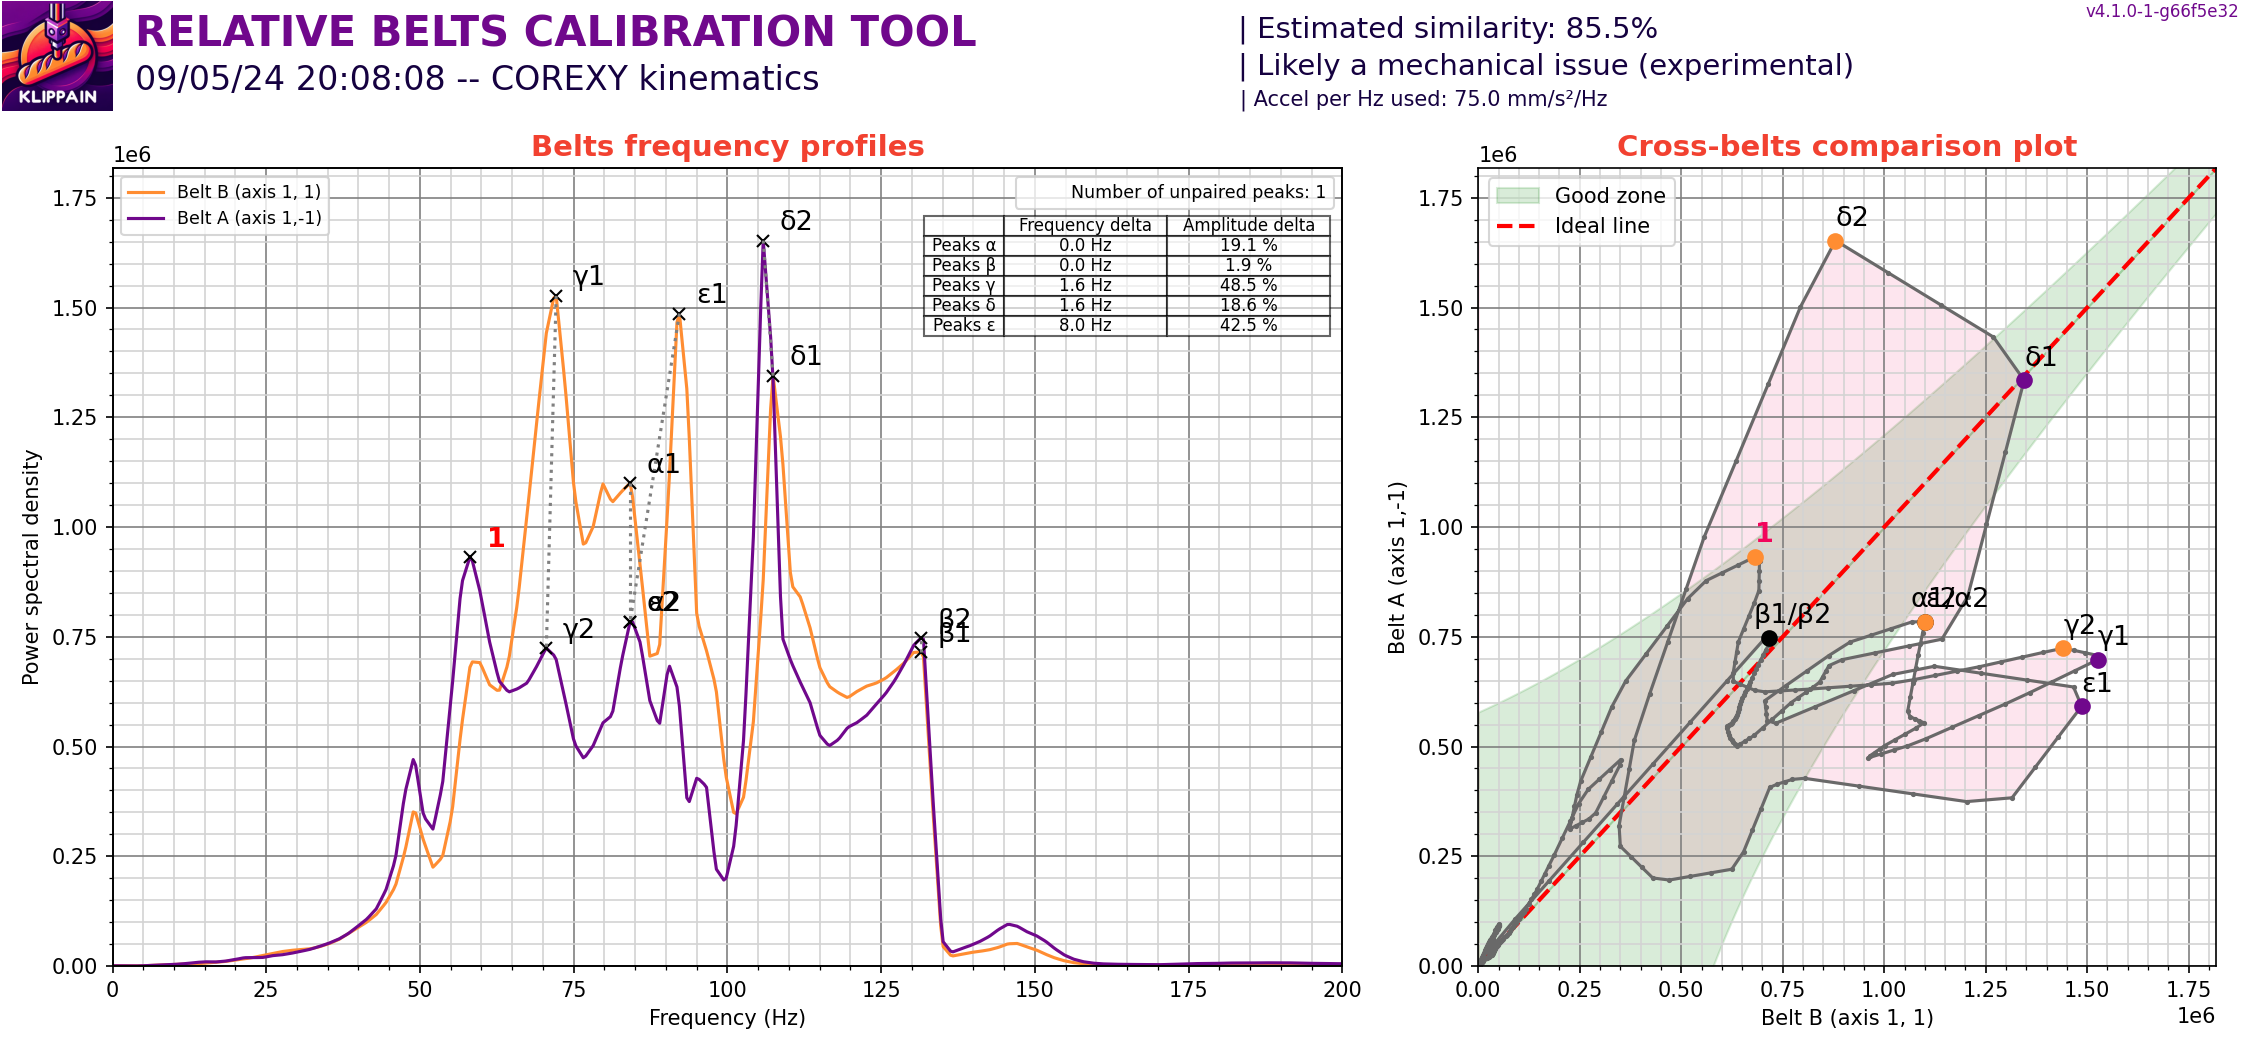 KLIPPAIN
RELATIVE BELTS CALIBRATION TOOL
09/05/24 20:08:08 -- COREXY kinematics
| Estimated similarity: 85.5%
| Likely a mechanical issue (experimental)
| Accel per Hz used: 75.0 mm/s²/Hz
v4.1.0-1-g66f5e32
Belts frequency profiles
1e6
Belt B (axis 1, 1)
Belt A (axis 1,-1)
Number of unpaired peaks: 1
Frequency delta Amplitude delta
Peaks α 0.0 Hz 19.1 %
Peaks β 0.0 Hz 1.9 %
Peaks γ 1.6 Hz 48.5 %
Peaks δ 1.6 Hz 18.6 %
Peaks ε 8.0 Hz 42.5 %
δ2
γ1
ε1
δ1
α1
1
α2
ε2
β2
β1
γ2
1.75
1.50
1.25
1.00
0.75
0.50
0.25
0.00
Power spectral density
0 25 50 75 100 125 150 175 200
Frequency (Hz)
Cross-belts comparison plot
1e6
Good zone
Ideal line
δ2
δ1
1
β1/β2
α1/α2
ε2
γ2
γ1
ε1
1.75
1.50
1.25
1.00
0.75
0.50
0.25
0.00
Belt A (axis 1,-1)
0.00 0.25 0.50 0.75 1.00 1.25 1.50 1.75
Belt B (axis 1, 1)
1e6